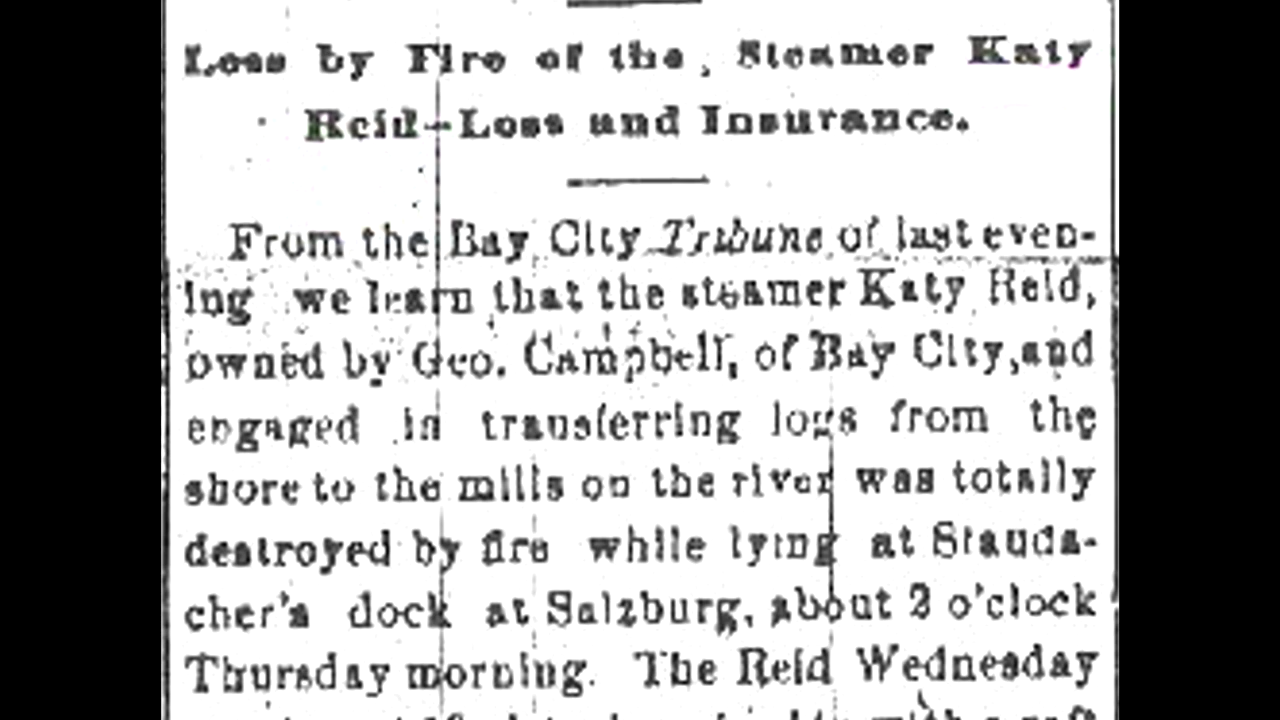 Loss by Fire of the, Steamer Katy
Reid—Loss and Insurance.
From the Bay City Tribune of last even-
ing we learn that the steamer Katy Reid,
owned by Geo. Campbell, of Bay City, and
engaged in transferring logs from the
shore to the mills on the river was totally
destroyed by fire while lying at Stauda-
cher's dock at Salzburg, about 2 o'clock
Thursday morning. The Reid Wednesday
with a raft